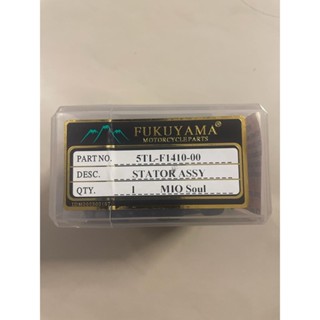 FUKUYAMA®
MOTORCYCLE PARTS
PART NO. 5TL-F1410-00
DESC. STATOR ASSY
QTY. 1 MIO Soul